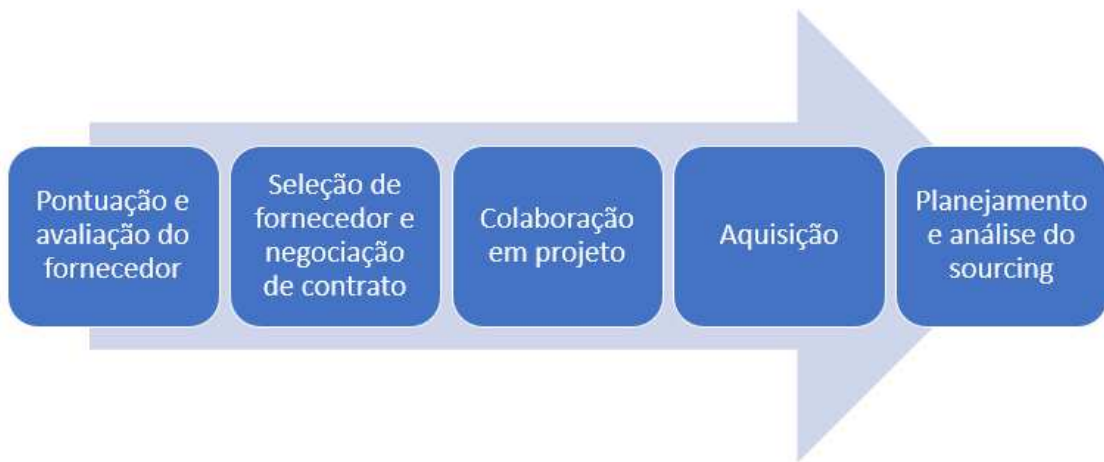 Pontuação e
avaliação do
fornecedor
Seleção de
fornecedor e
negociação
de contrato
Colaboração
em projeto
Aquisição
Planejamento
e análise do
sourcing